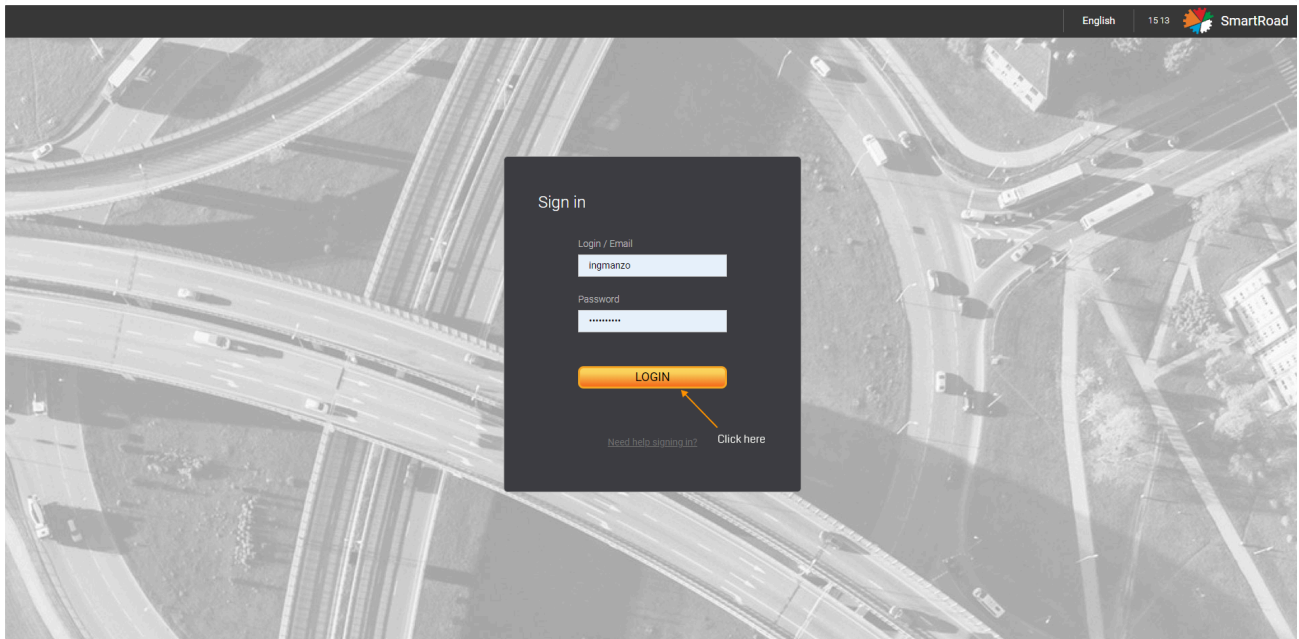 English 15 13 SmartRoad
Sign in
Login / Email
ingmanzo
Password
••••••••••
LOGIN
Need help signing in? Click here